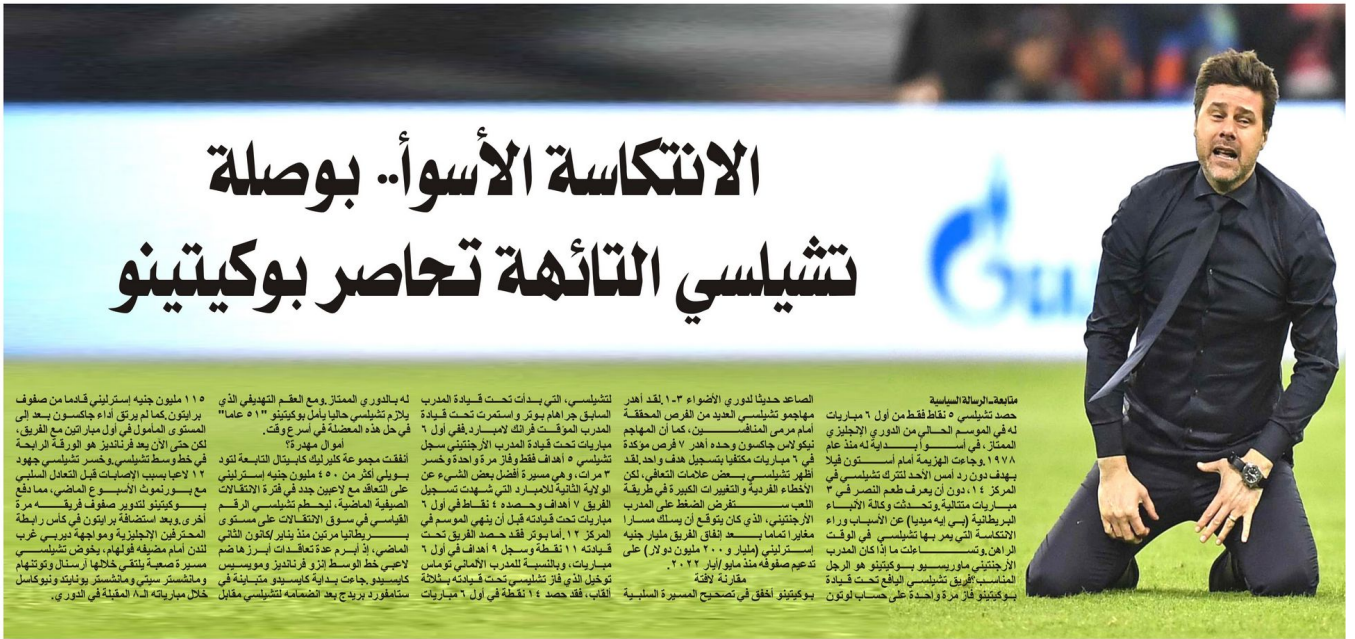 الانتكاسة الأسوأ.. بوصلة
تشيلسي التائهة تحاصر بوكيتينو
متابعة-الرسالة السياسية
حصد تشيلسي ٥ نقاط فقط من أول ٦ مباريات
له في الموسم الحالي من الدوري الإنجليزي
الممتاز، في أسوأ بداية له منذ عام
١٩٧٨. وجاءت الهزيمة أمام أستون فيلا
بهدف دون رد أمس الأحد لتترك تشيلسي في
المركز ١٤، دون أن يعرف طعم النصر في ٣
مباريات متتالية.وتحدثت وكالة الأنباء
البريطانية (بي إيه ميديا) عن الأسباب وراء
الانتكاسة التي يمر بها تشيلسي في الوقت
الراهن.وتساءلت ما إذا كان المدرب
الأرجنتيني ماوريسيو بوكيتينو هو الرجل
المناسب؟فريق تشيلسي اليافع تحت قيادة
بوكيتينو فاز مرة واحدة على حساب لوتون
الصاعد حديثا لدوري الأضواء ٣-١.لقد أهدر
مهاجمو تشيلسي العديد من الفرص المحققة
أمام مرمى المنافسين، كما أن المهاجم
نيكولاس جاكسون وحده أهدر ٧ فرص مؤكدة
في ٦ مباريات مكتفيا بتسجيل هدف واحد.لقد
أظهر تشيلسي بعض علامات التعافي، لكن
الأخطاء الفردية والتغييرات الكبيرة في طريقة
اللعب ستفرض الضغط على المدرب
الأرجنتيني، الذي كان يتوقع أن يسلك مسارا
مغايرا تماما بعد إنفاق الفريق مليار جنيه
إسترليني (مليار و٢٠٠ مليون دولار) على
تدعيم صفوفه منذ مايو/أيار ٢٠٢٢.
مقارنة لافتة
بوكيتينو أخفق في تصحيح المسيرة السلبية
لتشيلسي، التي بدأت تحت قيادة المدرب
السابق جراهام بوتر واستمرت تحت قيادة
المدرب المؤقت فرانك لامبارد.ففي أول ٦
مباريات تحت قيادة المدرب الأرجنتيني سجل
تشيلسي ٥ أهداف فقط وفاز مرة واحدة وخسر
٣ مرات، وهي مسيرة أفضل بعض الشيء عن
الولاية الثانية للامبارد التي شهدت تسجيل
الفريق ٧ أهداف وحصده ٤ نقاط في أول ٦
مباريات تحت قيادته قبل أن ينهي الموسم في
المركز ١٢.أما بوتر فقد حصد الفريق تحت
قيادته ١١ نقطة وسجل ٩ أهداف في أول ٦
مباريات، وبالنسبة للمدرب الألماني توماس
توخيل الذي فاز تشيلسي تحت قيادته بثلاثة
ألقاب، فقد حصد ١٤ نقطة في أول ٦ مباريات
له بالدوري الممتاز.ومع العقم التهديفي الذي
يلازم تشيلسي حاليا يأمل بوكيتينو "٥١ عاما"
في حل هذه المعضلة في أسرع وقت.
أموال مهدرة؟
أنفقت مجموعة كليرليك كابيتال التابعة لتود
بويلي أكثر من ٤٥٠ مليون جنيه إسترليني
على التعاقد مع لاعبين جدد في فترة الانتقالات
الصيفية الماضية، ليحطم تشيلسي الرقم
القياسي في سوق الانتقالات على مستوى
بريطانيا مرتين منذ يناير/كانون الثاني
الماضي، إذ أبرم عدة تعاقدات أبرزها ضم
لاعبي خط الوسط إنزو فرنانديز ومويسيس
كايسيدو.جاءت بداية كايسيدو متباينة في
ستامفورد بريدج بعد انضمامه لتشيلسي مقابل
١١٥ مليون جنيه إسترليني قادما من صفوف
برايتون.كما لم يرتق أداء جاكسون بعد إلى
المستوى المأمول في أول مباراتين مع الفريق،
لكن حتى الآن يعد فرنانديز هو الورقة الرابحة
في خط وسط تشيلسي.وخسر تشيلسي جهود
١٢ لاعبا بسبب الإصابات قبل التعادل السلبي
مع بورنموث الأسبوع الماضي، مما دفع
بوكيتينو لتدوير صفوف فريقه مرة
أخرى.وبعد استضافة برايتون في كأس رابطة
المحترفين الإنجليزية ومواجهة ديربي غرب
لندن أمام مضيفه فولهام، يخوض تشيلسي
مسيرة صعبة يلتقي خلالها آرسنال وتوتنهام
ومانشستر سيتي ومانشستر يونايتد ونيوكاسل
خلال مبارياته الـ٨ المقبلة في الدوري.